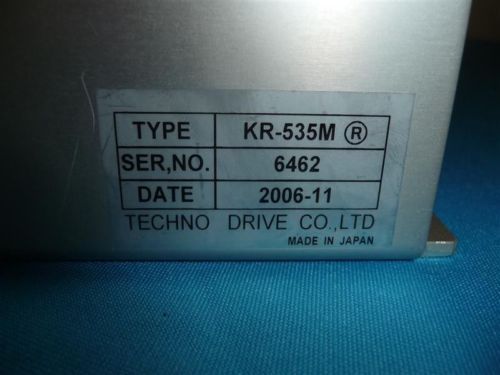 TYPE KR-535M Ⓡ
SER,NO. 6462
DATE 2006-11
TECHNO DRIVE CO.,LTD
MADE IN JAPAN